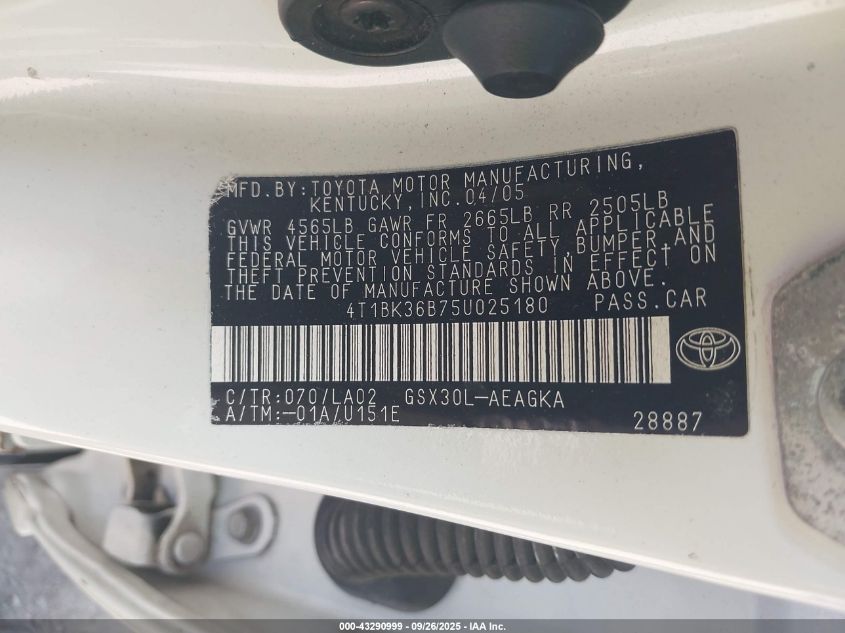 MFD. BY: TOYOTA MOTOR MANUFACTURING,
KENTUCKY, INC. 04/05
GVWR 4565LB GAWR FR 2665LB RR 2505LB
THIS VEHICLE CONFORMS TO ALL APPLICABLE
FEDERAL MOTOR VEHICLE SAFETY, BUMPER, AND
THEFT PREVENTION STANDARDS IN EFFECT ON
THE DATE OF MANUFACTURE SHOWN ABOVE.
4T1BK36B75U025180 PASS.CAR
C/TR:070/LA02 GSX30L-AEAGKA
A/TM:-01A/U151E 28887
000-43290999 - 09/26/2025 - IAA Inc.